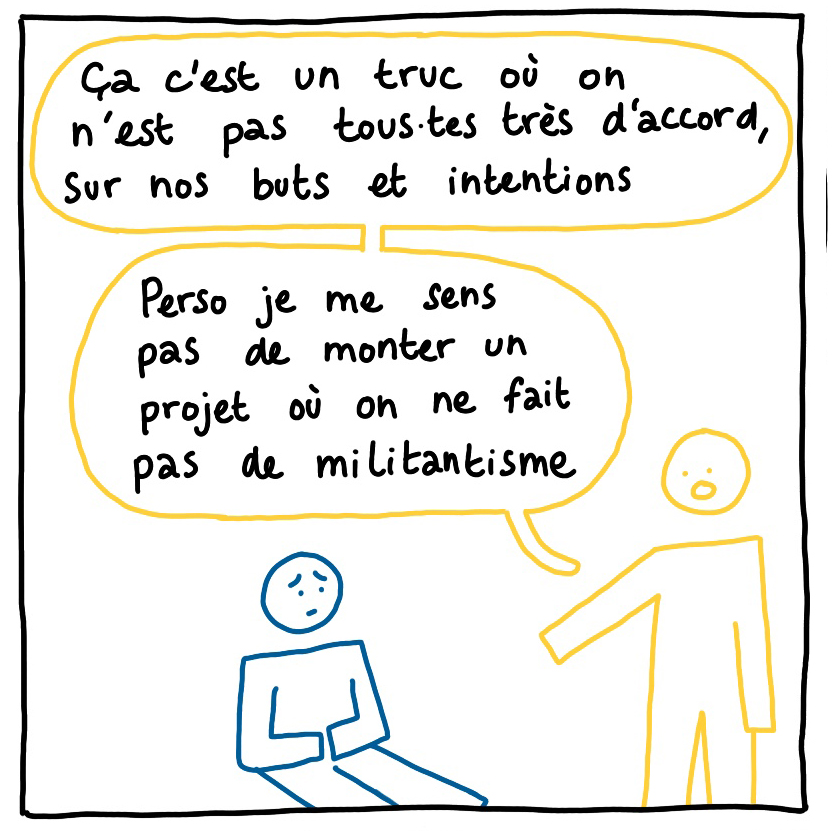 Ça c'est un truc où on
n'est pas tous·tes très d'accord,
sur nos buts et intentions
Perso je me sens
pas de monter un
projet où on ne fait
pas de militantisme